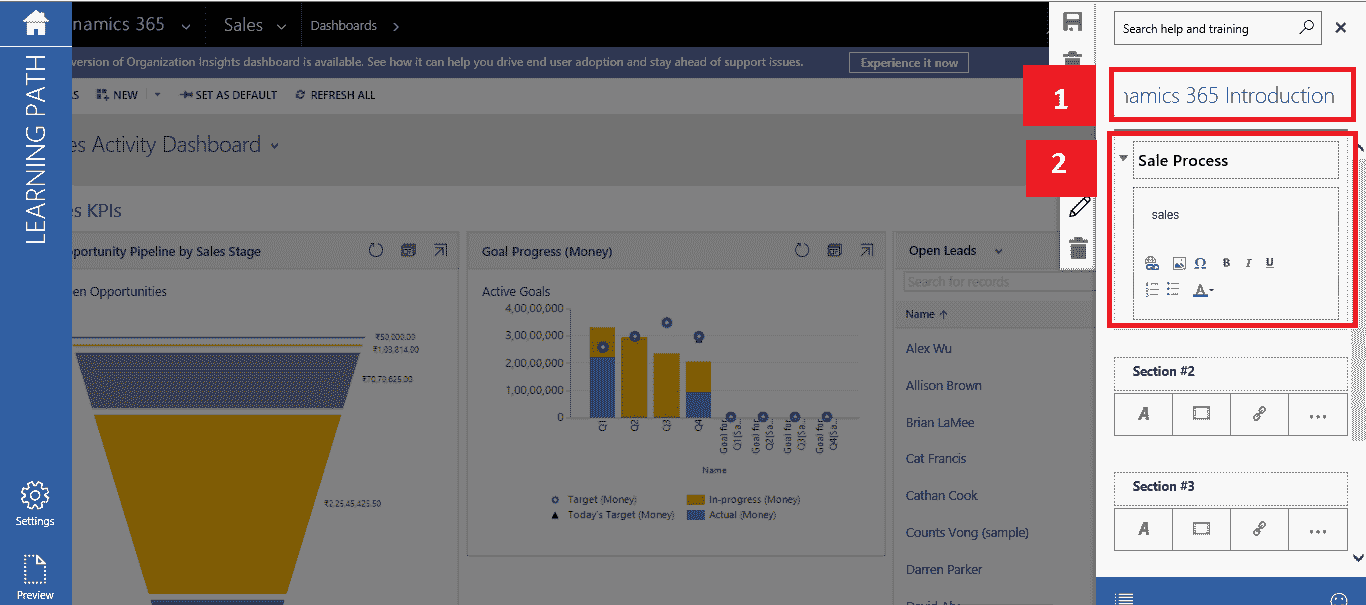 namics 365
Sales
Dashboards
Search help and training
version of Organization Insights dashboard is available. See how it can help you drive end user adoption and stay ahead of support issues.
Experience it now
LEARNING PATH
NEW
SET AS DEFAULT
REFRESH ALL
1
namics 365 Introduction
es Activity Dashboard
2
Sale Process
sales
B I U
A
es KPIs
pportunity Pipeline by Sales Stage
en Opportunities
₹50,000.00
₹1,03,814.00
₹70,70,625.00
₹2,25,45,425.50
Goal Progress (Money)
Active Goals
4,00,00,000
3,00,00,000
2,00,00,000
1,00,00,000
0
Q1
Q2
Q3
Q4
Goal for Q1(Sa..
Goal for Q2(Sa..
Goal for Q3(Sa..
Goal for Q4(Sa..
Name
Target (Money)
In-progress (Money)
Today's Target (Money)
Actual (Money)
Open Leads
Search for records
Name
Alex Wu
Allison Brown
Brian LaMee
Cat Francis
Cathan Cook
Counts Vong (sample)
Darren Parker
Section #2
A
...
Section #3
A
...
Settings
Preview